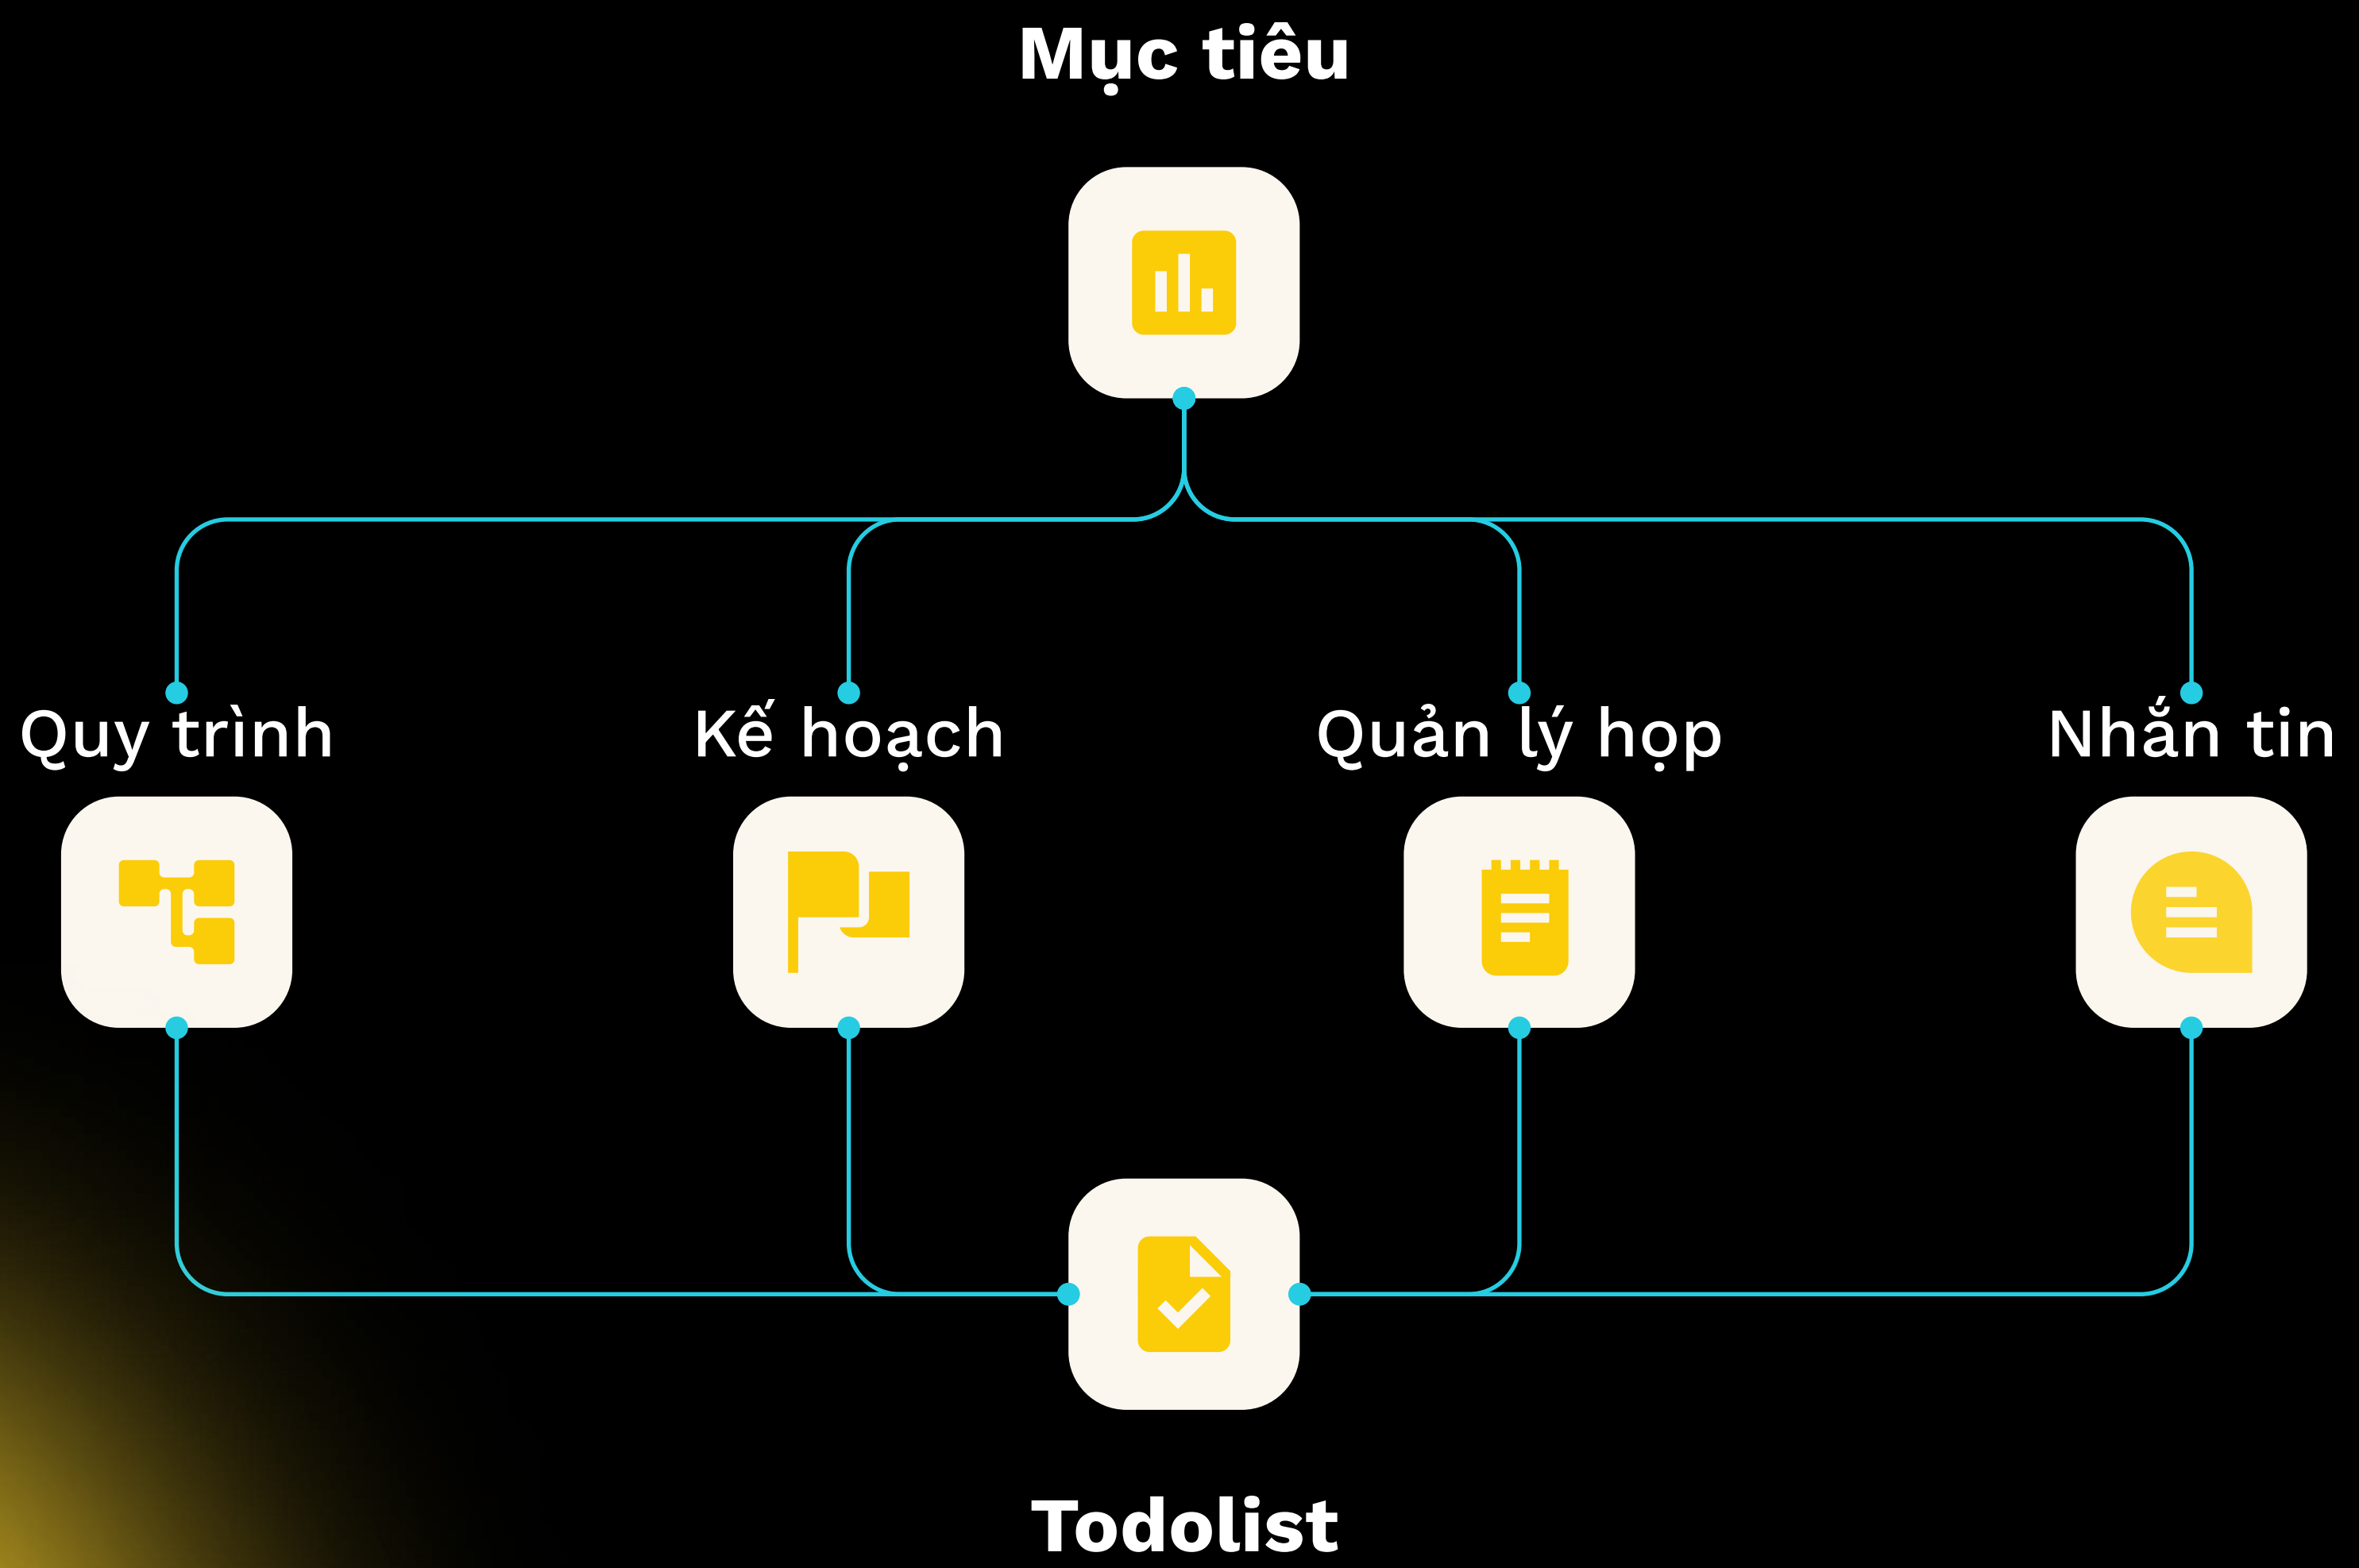 Mục tiêu
Quy trình
Kế hoạch
Quản lý họp
Nhắn tin
Todolist